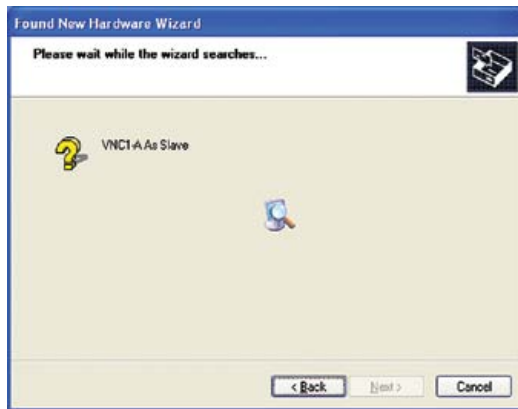 Found New Hardware Wizard
Please wait while the wizard searches...
VNC1-A As Slave
< Back
Next >
Cancel